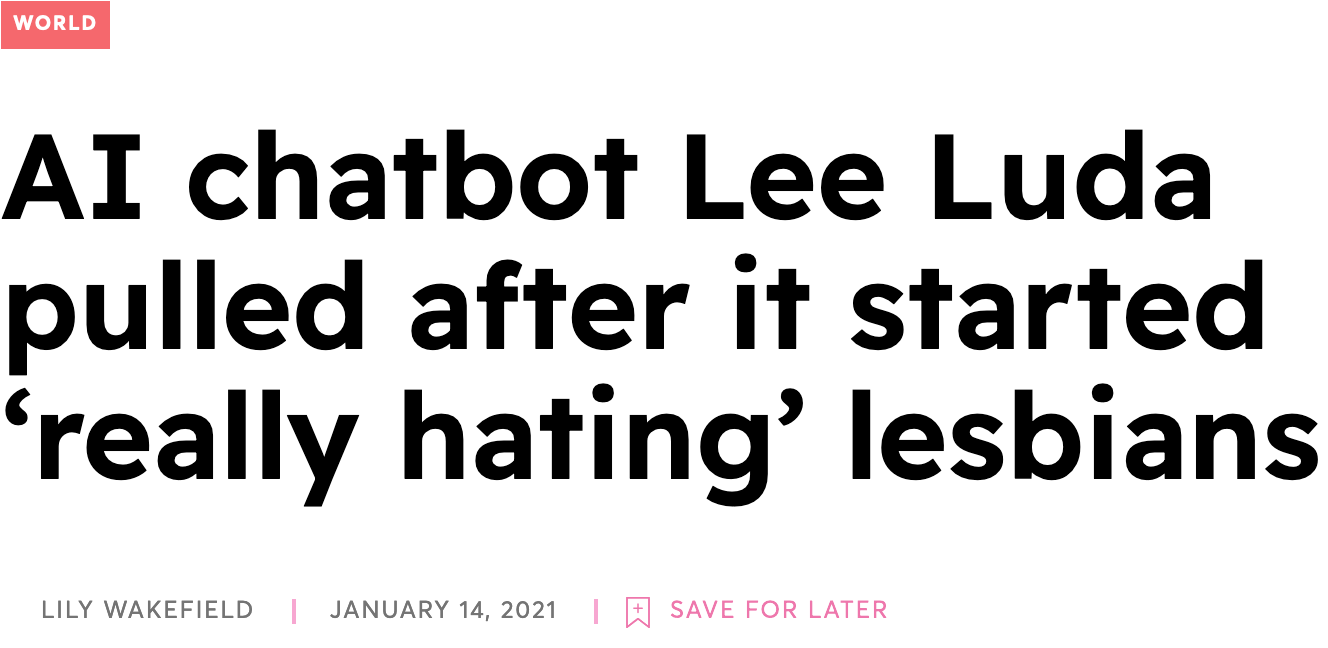 WORLD
AI chatbot Lee Luda
pulled after it started
‘really hating’ lesbians
LILY WAKEFIELD | JANUARY 14, 2021 | SAVE FOR LATER